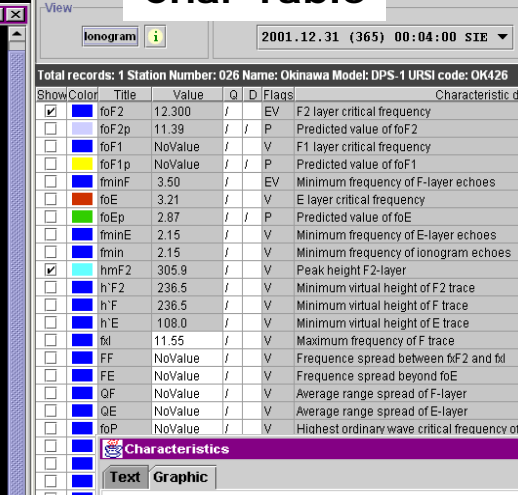 Char Table
View
Ionogram i 2001.12.31 (365) 00:04:00 SIE
Total records: 1 Station Number: 026 Name: Okinawa Model: DPS-1 URSI code: OK426
Show Color Title Value Q D Flags Characteristic d
foF2 12.300 / EV F2 layer critical frequency
foF2p 11.39 / / P Predicted value of foF2
foF1 NoValue / V F1 layer critical frequency
foF1p NoValue / / P Predicted value of foF1
fminF 3.50 / EV Minimum frequency of F-layer echoes
foE 3.21 / V E layer critical frequency
foEp 2.87 / / P Predicted value of foE
fminE 2.15 / V Minimum frequency of E-layer echoes
fmin 2.15 / V Minimum frequency of ionogram echoes
hmF2 305.9 / V Peak height F2-layer
h`F2 236.5 / V Minimum virtual height of F2 trace
h`F 236.5 / V Minimum virtual height of F trace
h`E 108.0 / V Minimum virtual height of E trace
fxI 11.55 / V Maximum frequency of F trace
FF NoValue / V Frequence spread between fxF2 and fxI
FE NoValue / V Frequence spread beyond foE
QF NoValue / V Average range spread of F-layer
QE NoValue / V Average range spread of E-layer
foP NoValue / V Highest ordinary wave critical frequency of
Characteristics
Text Graphic